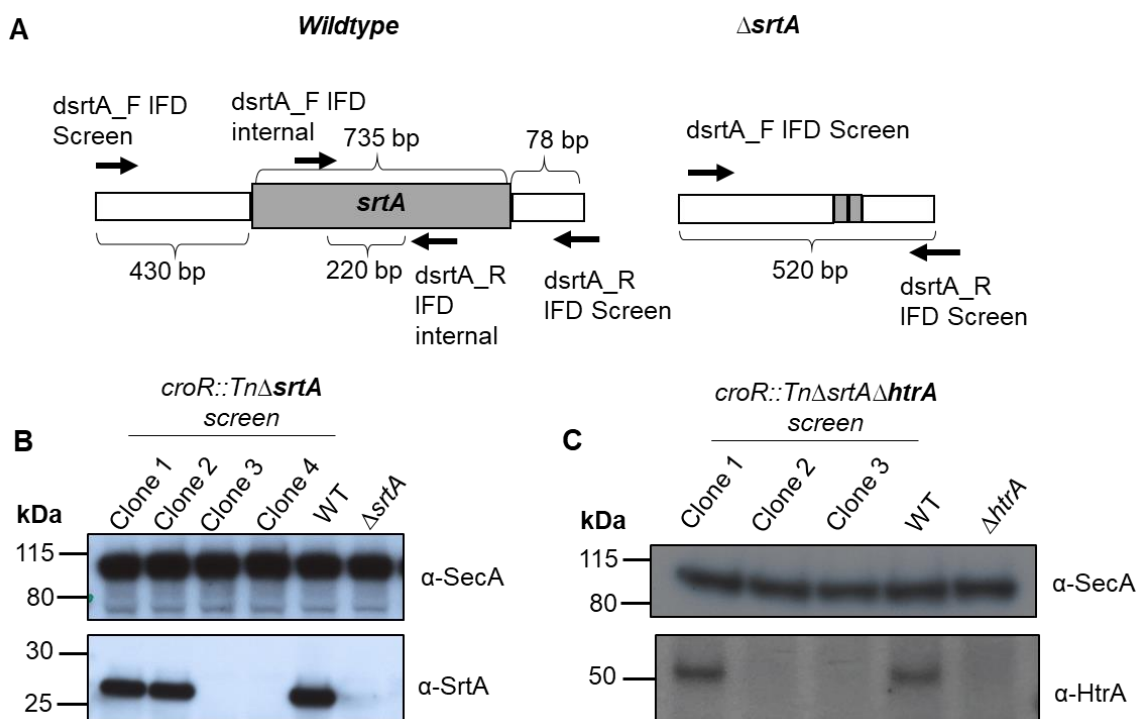 A
Wildtype
ΔsrtA
dsrtA_F IFD
Screen
dsrtA_F IFD
internal
735 bp
78 bp
srtA
430 bp
220 bp
dsrtA_R
IFD
internal
dsrtA_R
IFD Screen
dsrtA_F IFD Screen
520 bp
dsrtA_R
IFD Screen
B
croR::TnΔsrtA
screen
Clone 1
Clone 2
Clone 3
Clone 4
WT
ΔsrtA
kDa
115
80
α-SecA
30
25
α-SrtA
C
croR::TnΔsrtAΔhtrA
screen
Clone 1
Clone 2
Clone 3
WT
ΔhtrA
kDa
115
80
α-SecA
50
α-HtrA